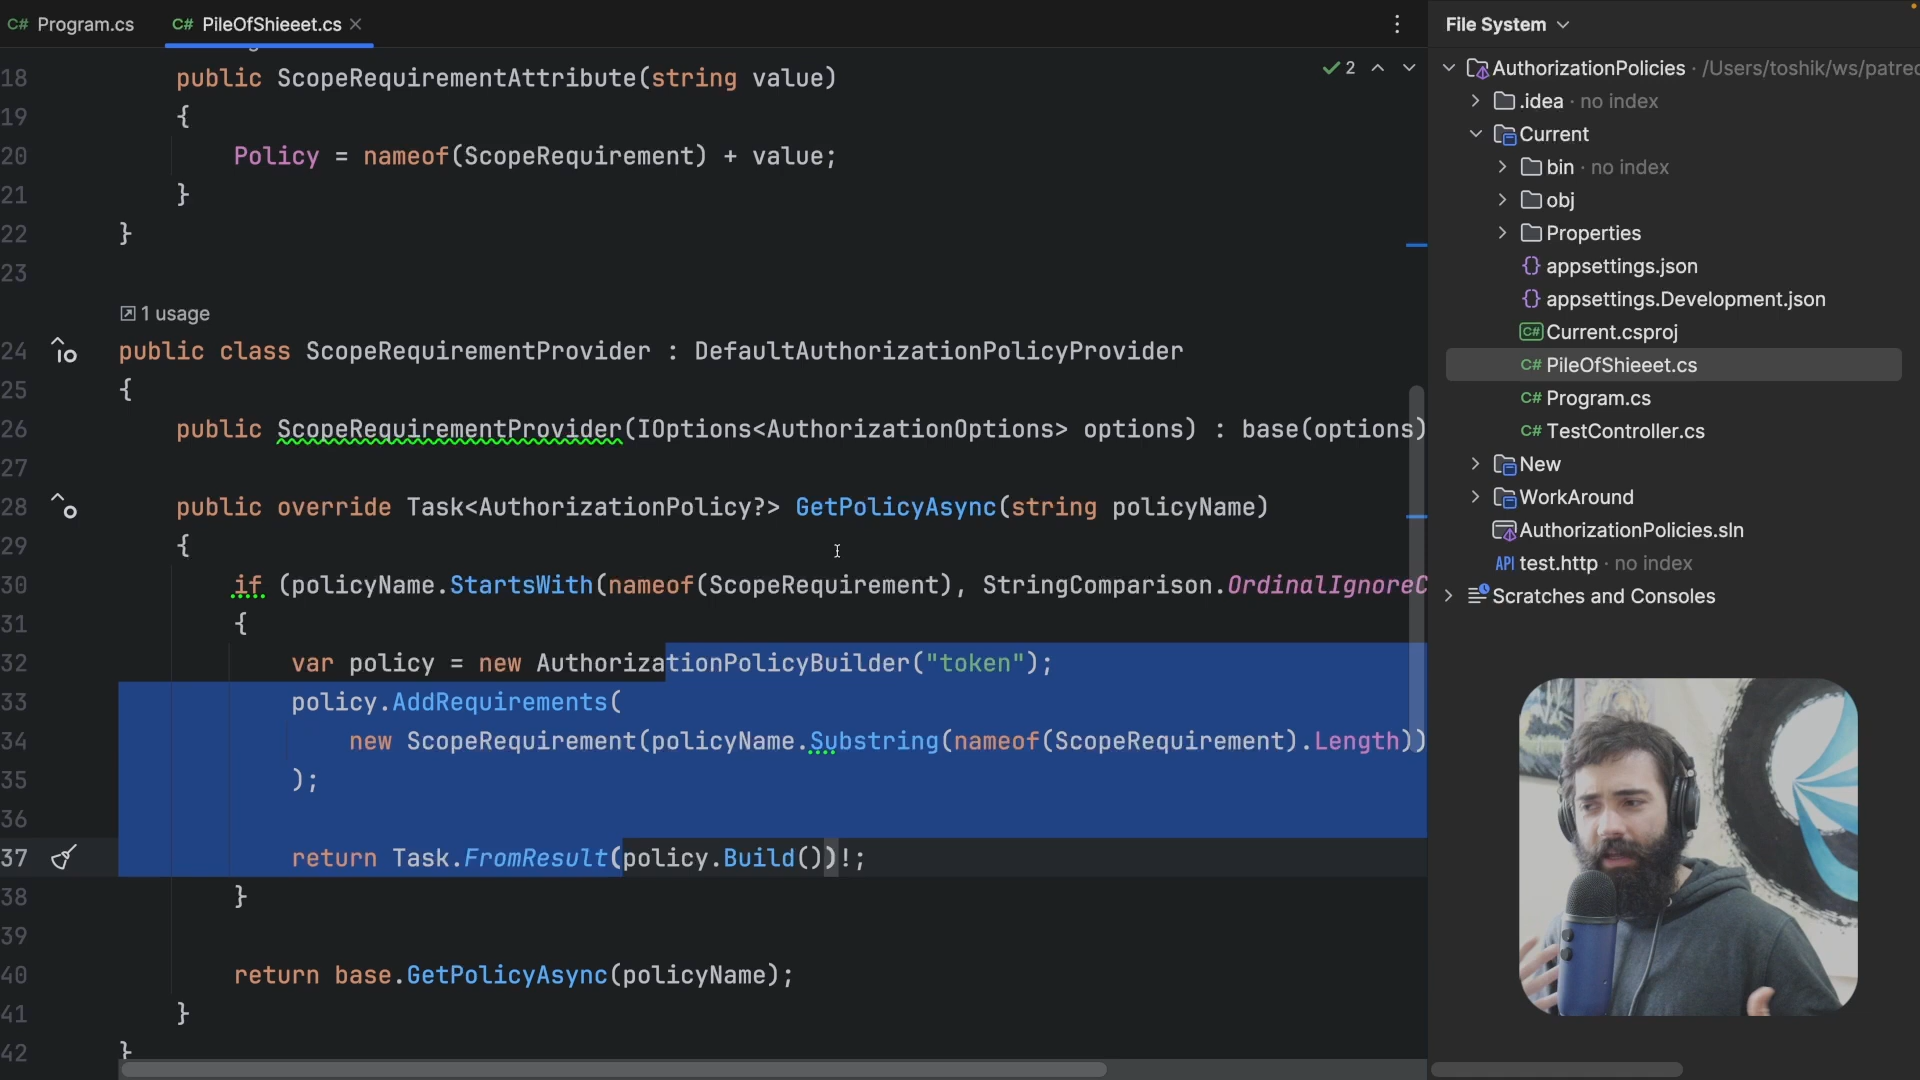 C# Program.cs
C# PileOfShieeet.cs
File System
2
18 public ScopeRequirementAttribute(string value)
19 {
20 Policy = nameof(ScopeRequirement) + value;
21 }
22 }
23
1 usage
24 public class ScopeRequirementProvider : DefaultAuthorizationPolicyProvider
25 {
26 public ScopeRequirementProvider(IOptions<AuthorizationOptions> options) : base(options)
27
28 public override Task<AuthorizationPolicy?> GetPolicyAsync(string policyName)
29 {
30 if (policyName.StartsWith(nameof(ScopeRequirement), StringComparison.OrdinalIgnoreC
31 {
32 var policy = new AuthorizationPolicyBuilder("token");
33 policy.AddRequirements(
34 new ScopeRequirement(policyName.Substring(nameof(ScopeRequirement).Length))
35 );
36
37 return Task.FromResult(policy.Build())!;
38 }
39
40 return base.GetPolicyAsync(policyName);
41 }
42 }
AuthorizationPolicies · /Users/toshik/ws/patreo
.idea · no index
Current
bin · no index
obj
Properties
{} appsettings.json
{} appsettings.Development.json
C# Current.csproj
C# PileOfShieeet.cs
C# Program.cs
C# TestController.cs
New
WorkAround
AuthorizationPolicies.sln
API test.http · no index
Scratches and Consoles